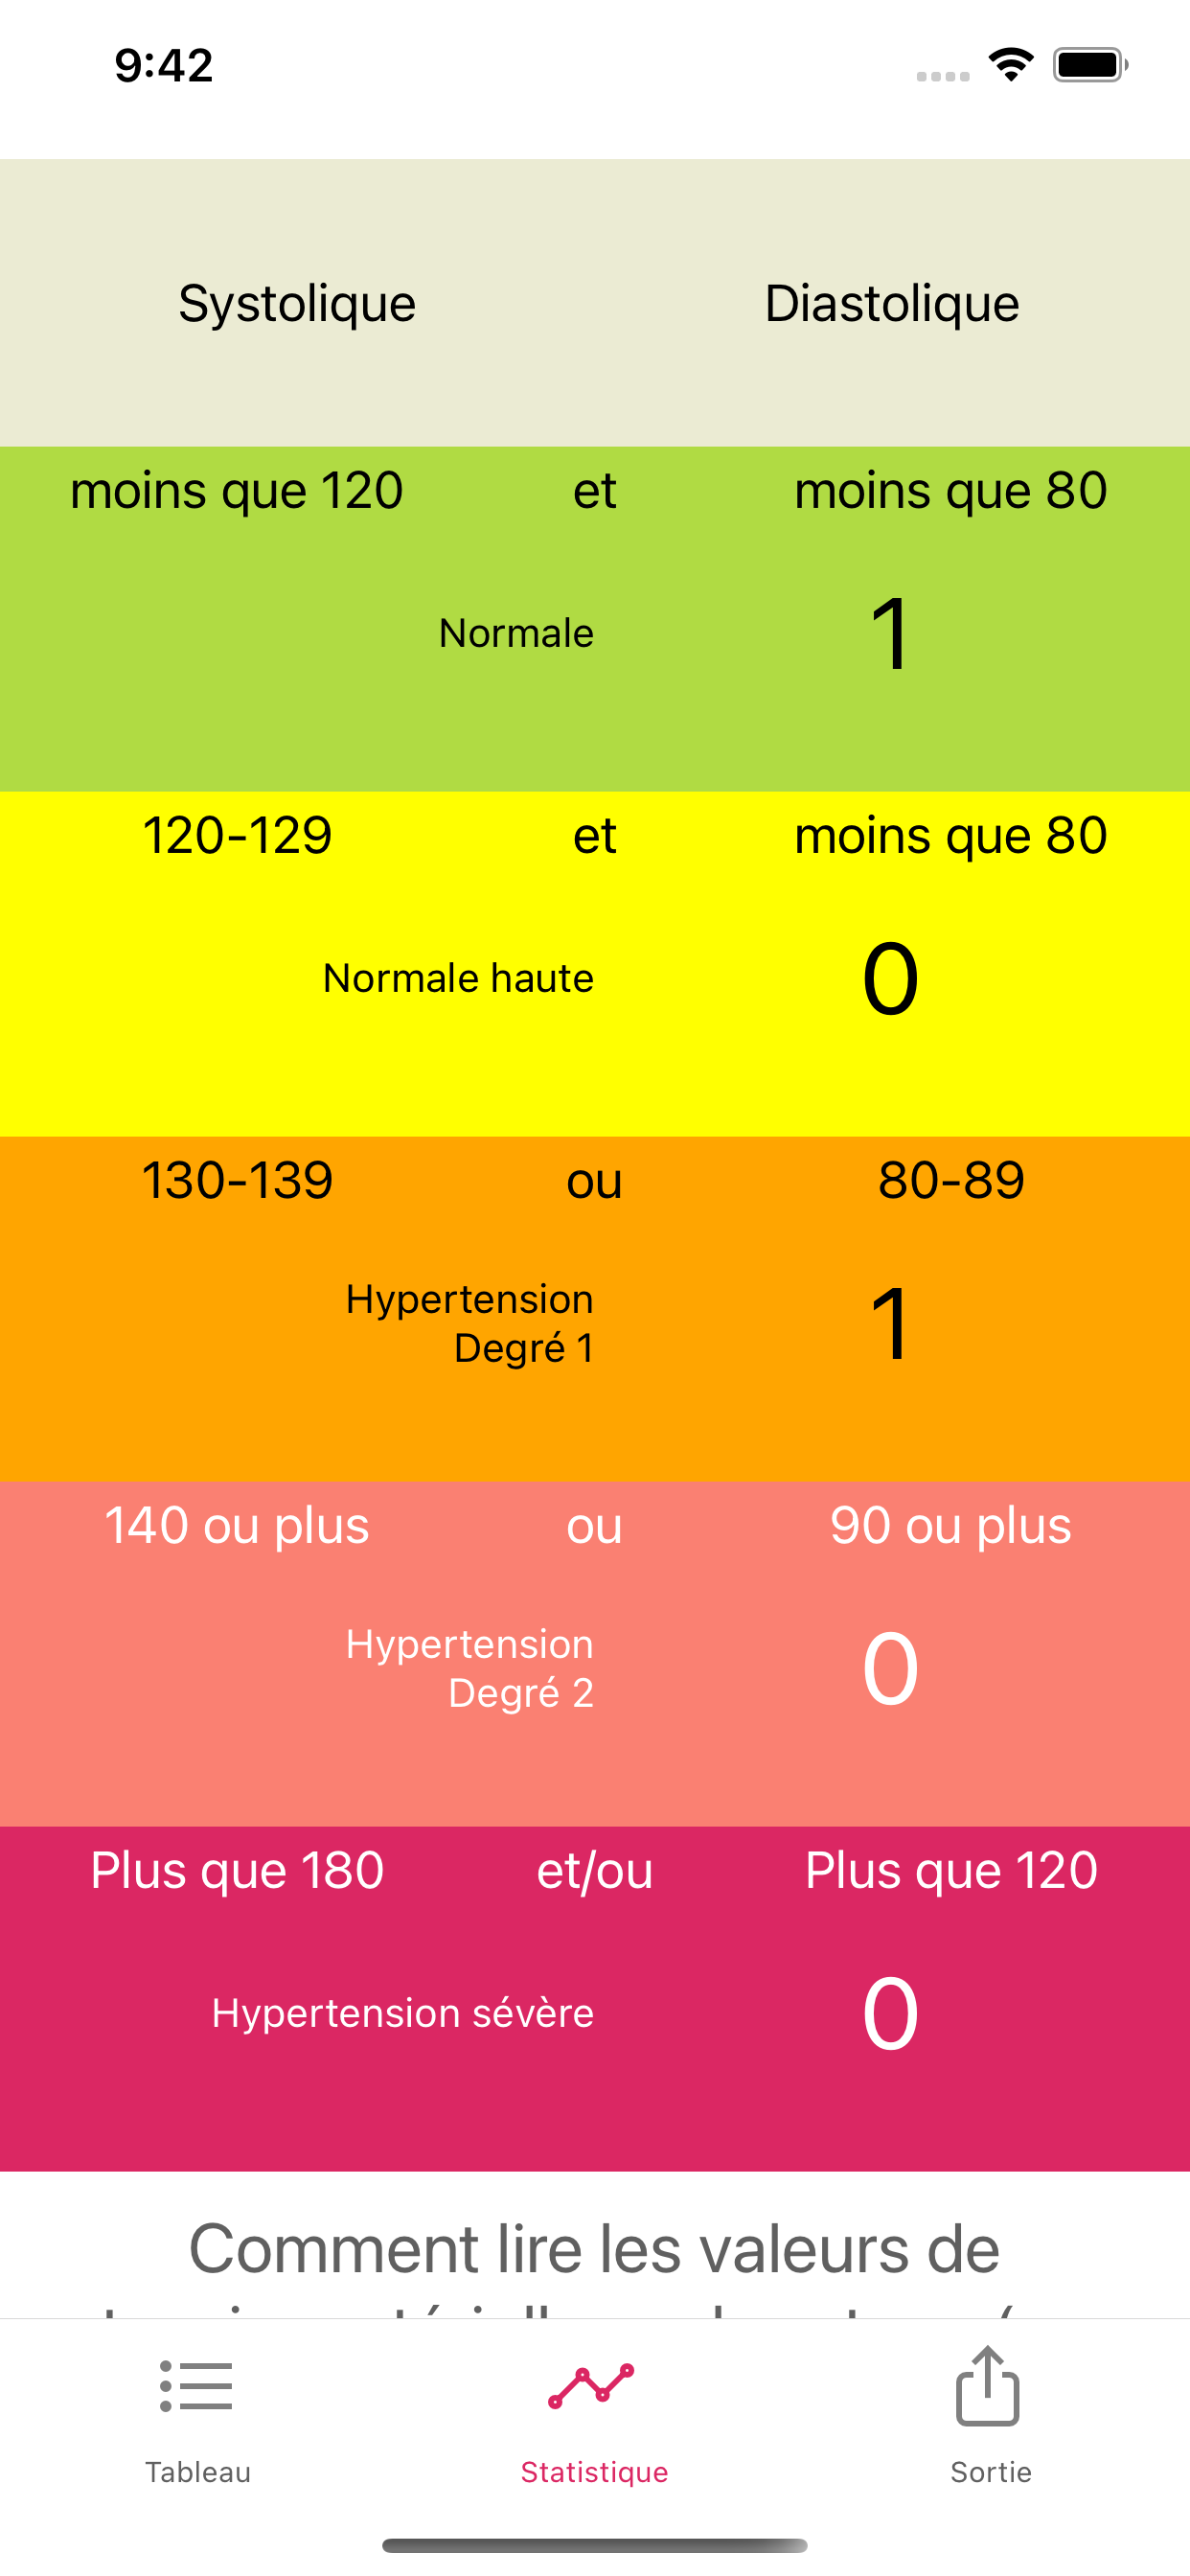 9:42
Systolique Diastolique
moins que 120 et moins que 80
Normale 1
120-129 et moins que 80
Normale haute 0
130-139 ou 80-89
Hypertension
Degré 1
1
140 ou plus ou 90 ou plus
Hypertension
Degré 2
0
Plus que 180 et/ou Plus que 120
Hypertension sévère 0
Comment lire les valeurs de
Tableau Statistique Sortie